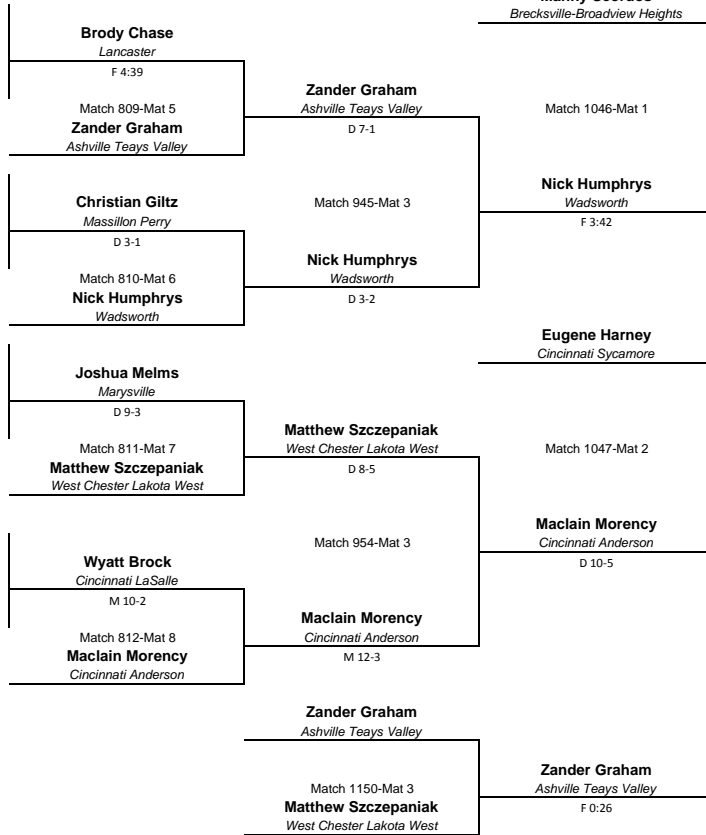 Brody Chase
Lancaster
F 4:39
Match 809-Mat 5
Zander Graham
Ashville Teays Valley
Christian Giltz
Massillon Perry
D 3-1
Match 810-Mat 6
Nick Humphrys
Wadsworth
Joshua Melms
Marysville
D 9-3
Match 811-Mat 7
Matthew Szczepaniak
West Chester Lakota West
Wyatt Brock
Cincinnati LaSalle
M 10-2
Match 812-Mat 8
Maclain Morency
Cincinnati Anderson
Zander Graham
Ashville Teays Valley
D 7-1
Match 945-Mat 3
Nick Humphrys
Wadsworth
D 3-2
Matthew Szczepaniak
West Chester Lakota West
D 8-5
Match 954-Mat 3
Maclain Morency
Cincinnati Anderson
M 12-3
Zander Graham
Ashville Teays Valley
Match 1150-Mat 3
Matthew Szczepaniak
West Chester Lakota West
Brecksville-Broadview Heights
Match 1046-Mat 1
Nick Humphrys
Wadsworth
F 3:42
Eugene Harney
Cincinnati Sycamore
Match 1047-Mat 2
Maclain Morency
Cincinnati Anderson
D 10-5
Zander Graham
Ashville Teays Valley
F 0:26